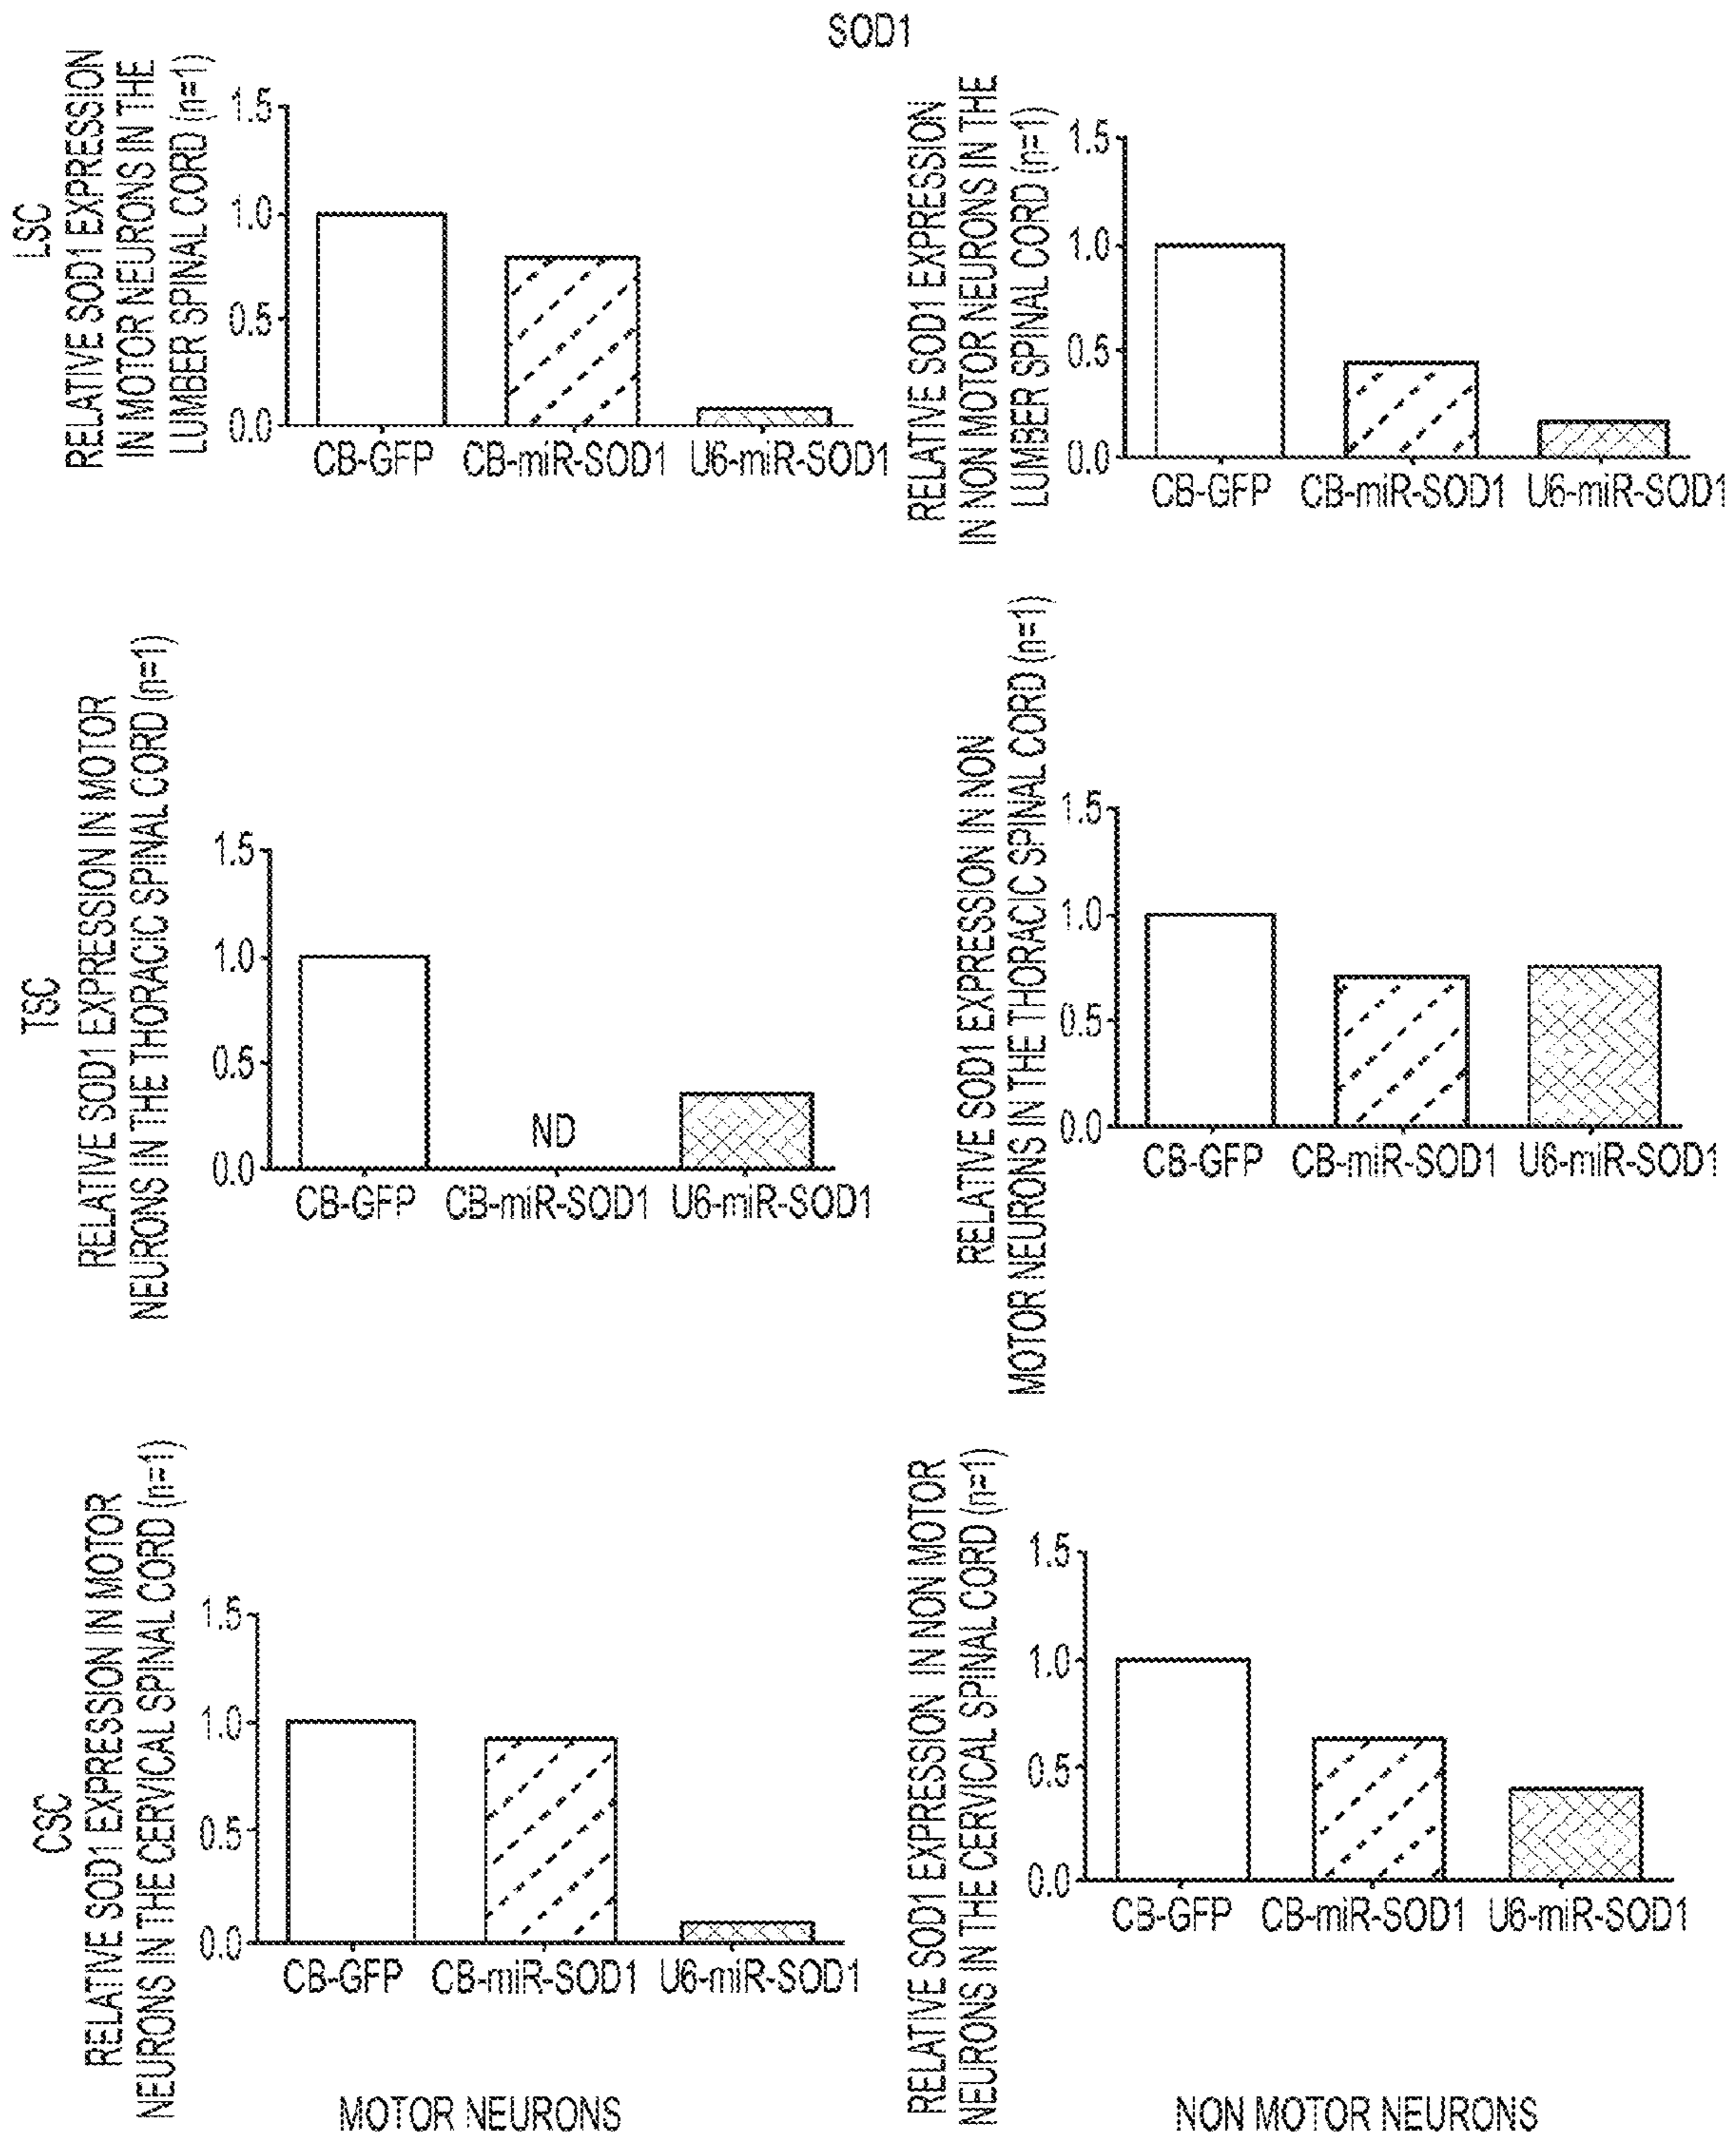 SOD1
LSC
RELATIVE SOD1 EXPRESSION
IN MOTOR NEURONS IN THE
LUMBER SPINAL CORD (n=1)
1.5
1.0
0.5
0.0
CB-GFP CB-miR-SOD1 U6-miR-SOD1
RELATIVE SOD1 EXPRESSION
IN NON MOTOR NEURONS IN THE
LUMBER SPINAL CORD (n=1)
1.5
1.0
0.5
0.0
CB-GFP CB-miR-SOD1 U6-miR-SOD1
TSC
RELATIVE SOD1 EXPRESSION IN MOTOR
NEURONS IN THE THORACIC SPINAL CORD (n=1)
1.5
1.0
0.5
0.0
ND
CB-GFP CB-miR-SOD1 U6-miR-SOD1
RELATIVE SOD1 EXPRESSION IN NON
MOTOR NEURONS IN THE THORACIC SPINAL CORD (n=1)
1.5
1.0
0.5
0.0
CB-GFP CB-miR-SOD1 U6-miR-SOD1
CSC
RELATIVE SOD1 EXPRESSION IN MOTOR
NEURONS IN THE CERVICAL SPINAL CORD (n=1)
1.5
1.0
0.5
0.0
CB-GFP CB-miR-SOD1 U6-miR-SOD1
RELATIVE SOD1 EXPRESSION IN NON MOTOR
NEURONS IN THE CERVICAL SPINAL CORD (n=1)
1.5
1.0
0.5
0.0
CB-GFP CB-miR-SOD1 U6-miR-SOD1
MOTOR NEURONS
NON MOTOR NEURONS